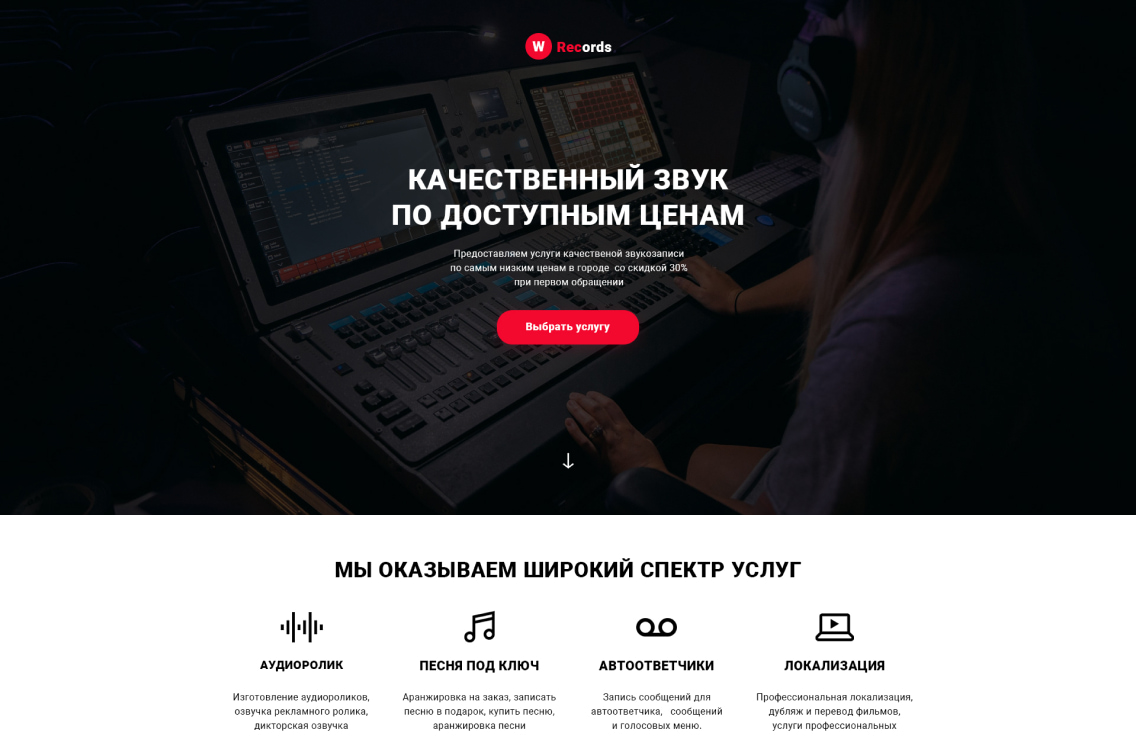 W Records
КАЧЕСТВЕННЫЙ ЗВУК
ПО ДОСТУПНЫМ ЦЕНАМ
Предоставляем услуги качественой звукозаписи
по самым низким ценам в городе со скидкой 30%
при первом обращении
Выбрать услугу
МЫ ОКАЗЫВАЕМ ШИРОКИЙ СПЕКТР УСЛУГ
АУДИОРОЛИК
Изготовление аудиороликов,
озвучка рекламного ролика,
дикторская озвучка
ПЕСНЯ ПОД КЛЮЧ
Аранжировка на заказ, записать
песню в подарок, купить песню,
аранжировка песни
АВТООТВЕТЧИКИ
Запись сообщений для
автоответчика, сообщений
и голосовых меню.
ЛОКАЛИЗАЦИЯ
Профессиональная локализация,
дубляж и перевод фильмов,
услуги профессиональных